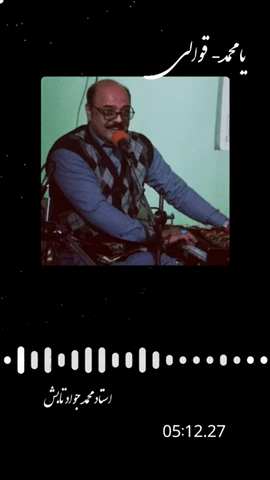 یا محمد - قوالی
استاد محمد جواد تابش
05:12.27